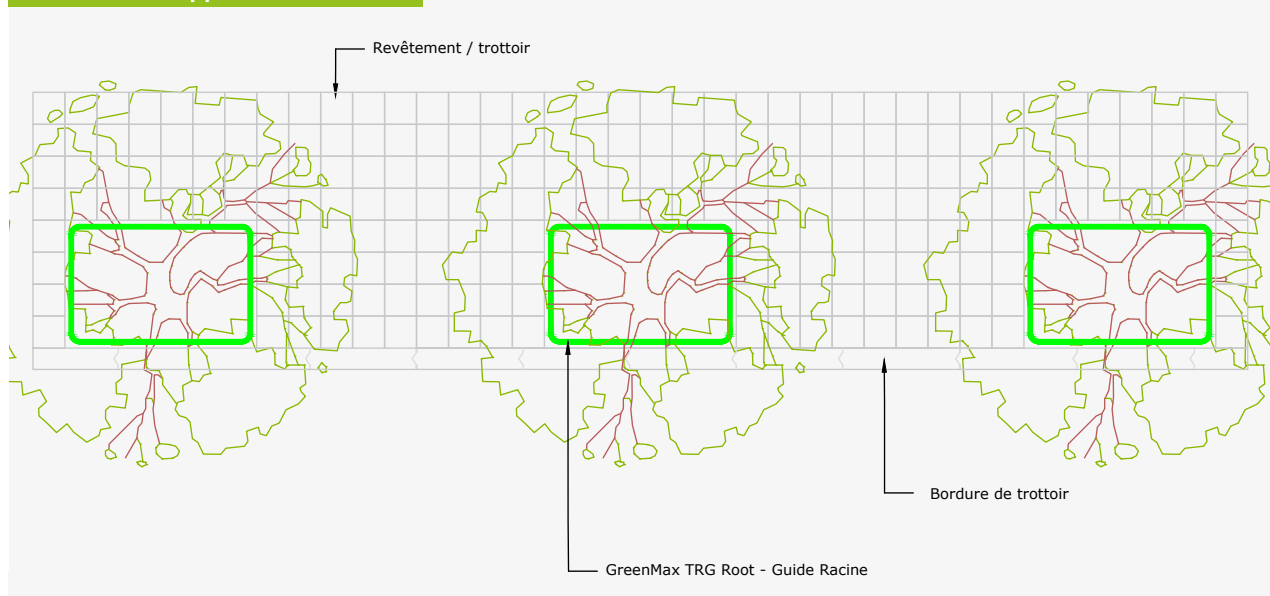 Revêtement / trottoir
Bordure de trottoir
GreenMax TRG Root - Guide Racine